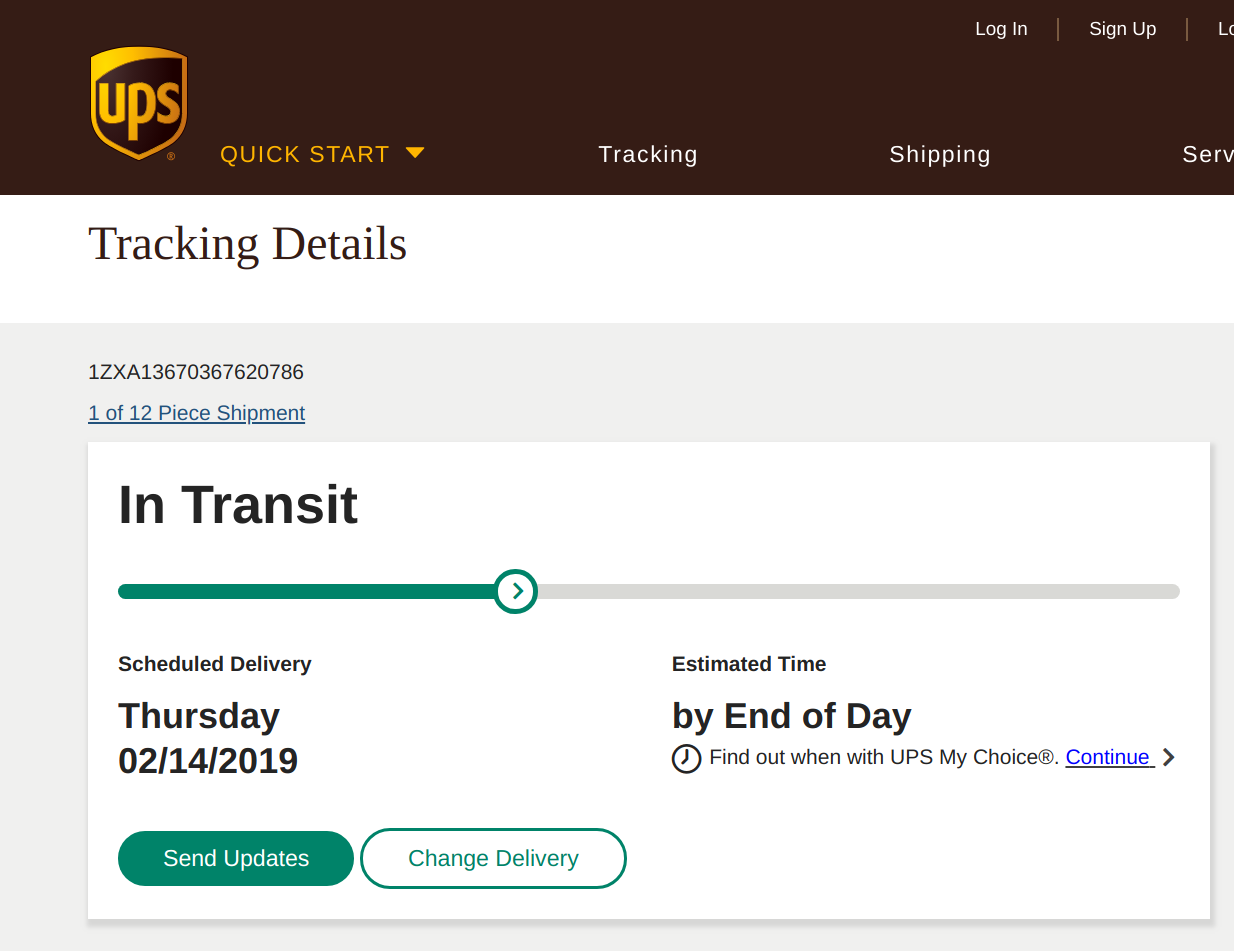 Log In
Sign Up
ups
®
QUICK START
Tracking
Shipping
Tracking Details
1ZXA13670367620786
1 of 12 Piece Shipment
In Transit
Scheduled Delivery
Estimated Time
Thursday
by End of Day
02/14/2019
Find out when with UPS My Choice®. Continue
Send Updates
Change Delivery